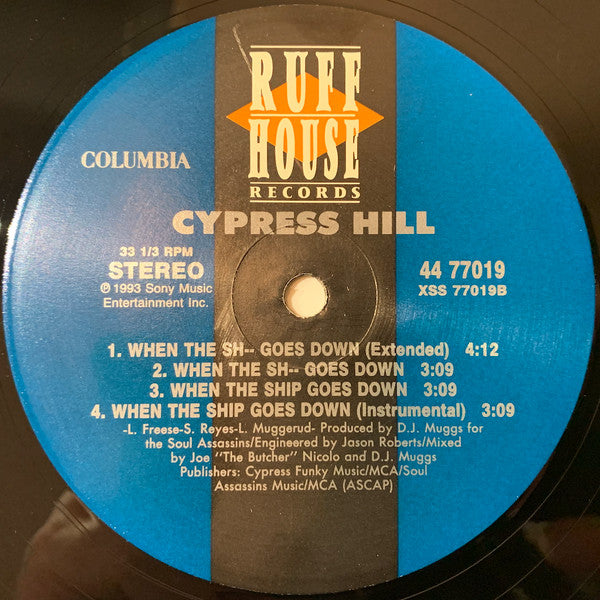 RUFF
HOUSE
RECORDS
COLUMBIA
CYPRESS HILL
33 1/3 RPM
STEREO
℗ 1993 Sony Music
Entertainment Inc.
44 77019
XSS 77019B
1. WHEN THE SH-- GOES DOWN (Extended) 4:12
2. WHEN THE SH-- GOES DOWN 3:09
3. WHEN THE SHIP GOES DOWN 3:09
4. WHEN THE SHIP GOES DOWN (Instrumental) 3:09
-L. Freese-S. Reyes-L. Muggerud- Produced by D.J. Muggs for
the Soul Assassins/Engineered by Jason Roberts/Mixed
by Joe "The Butcher" Nicolo and D.J. Muggs
Publishers: Cypress Funky Music/MCA/Soul
Assassins Music/MCA (ASCAP)